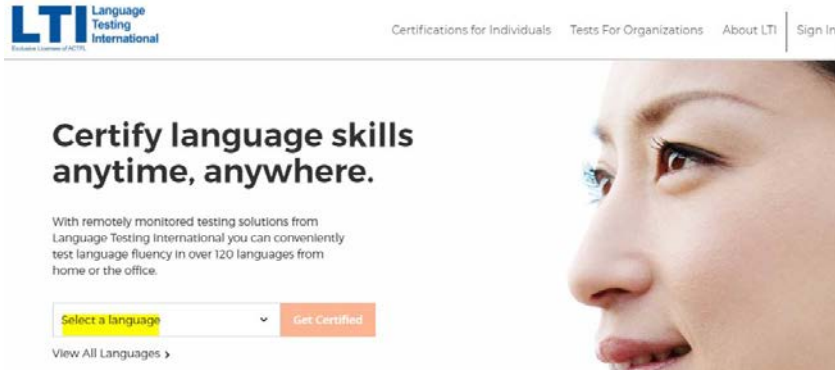 LTI Language
Testing
International
Exclusive Licensee of ACTFL
Certifications for Individuals Tests For Organizations About LTI Sign In
Certify language skills
anytime, anywhere.
With remotely monitored testing solutions from
Language Testing International you can conveniently
test language fluency in over 120 languages from
home or the office.
Select a language Get Certified
View All Languages >